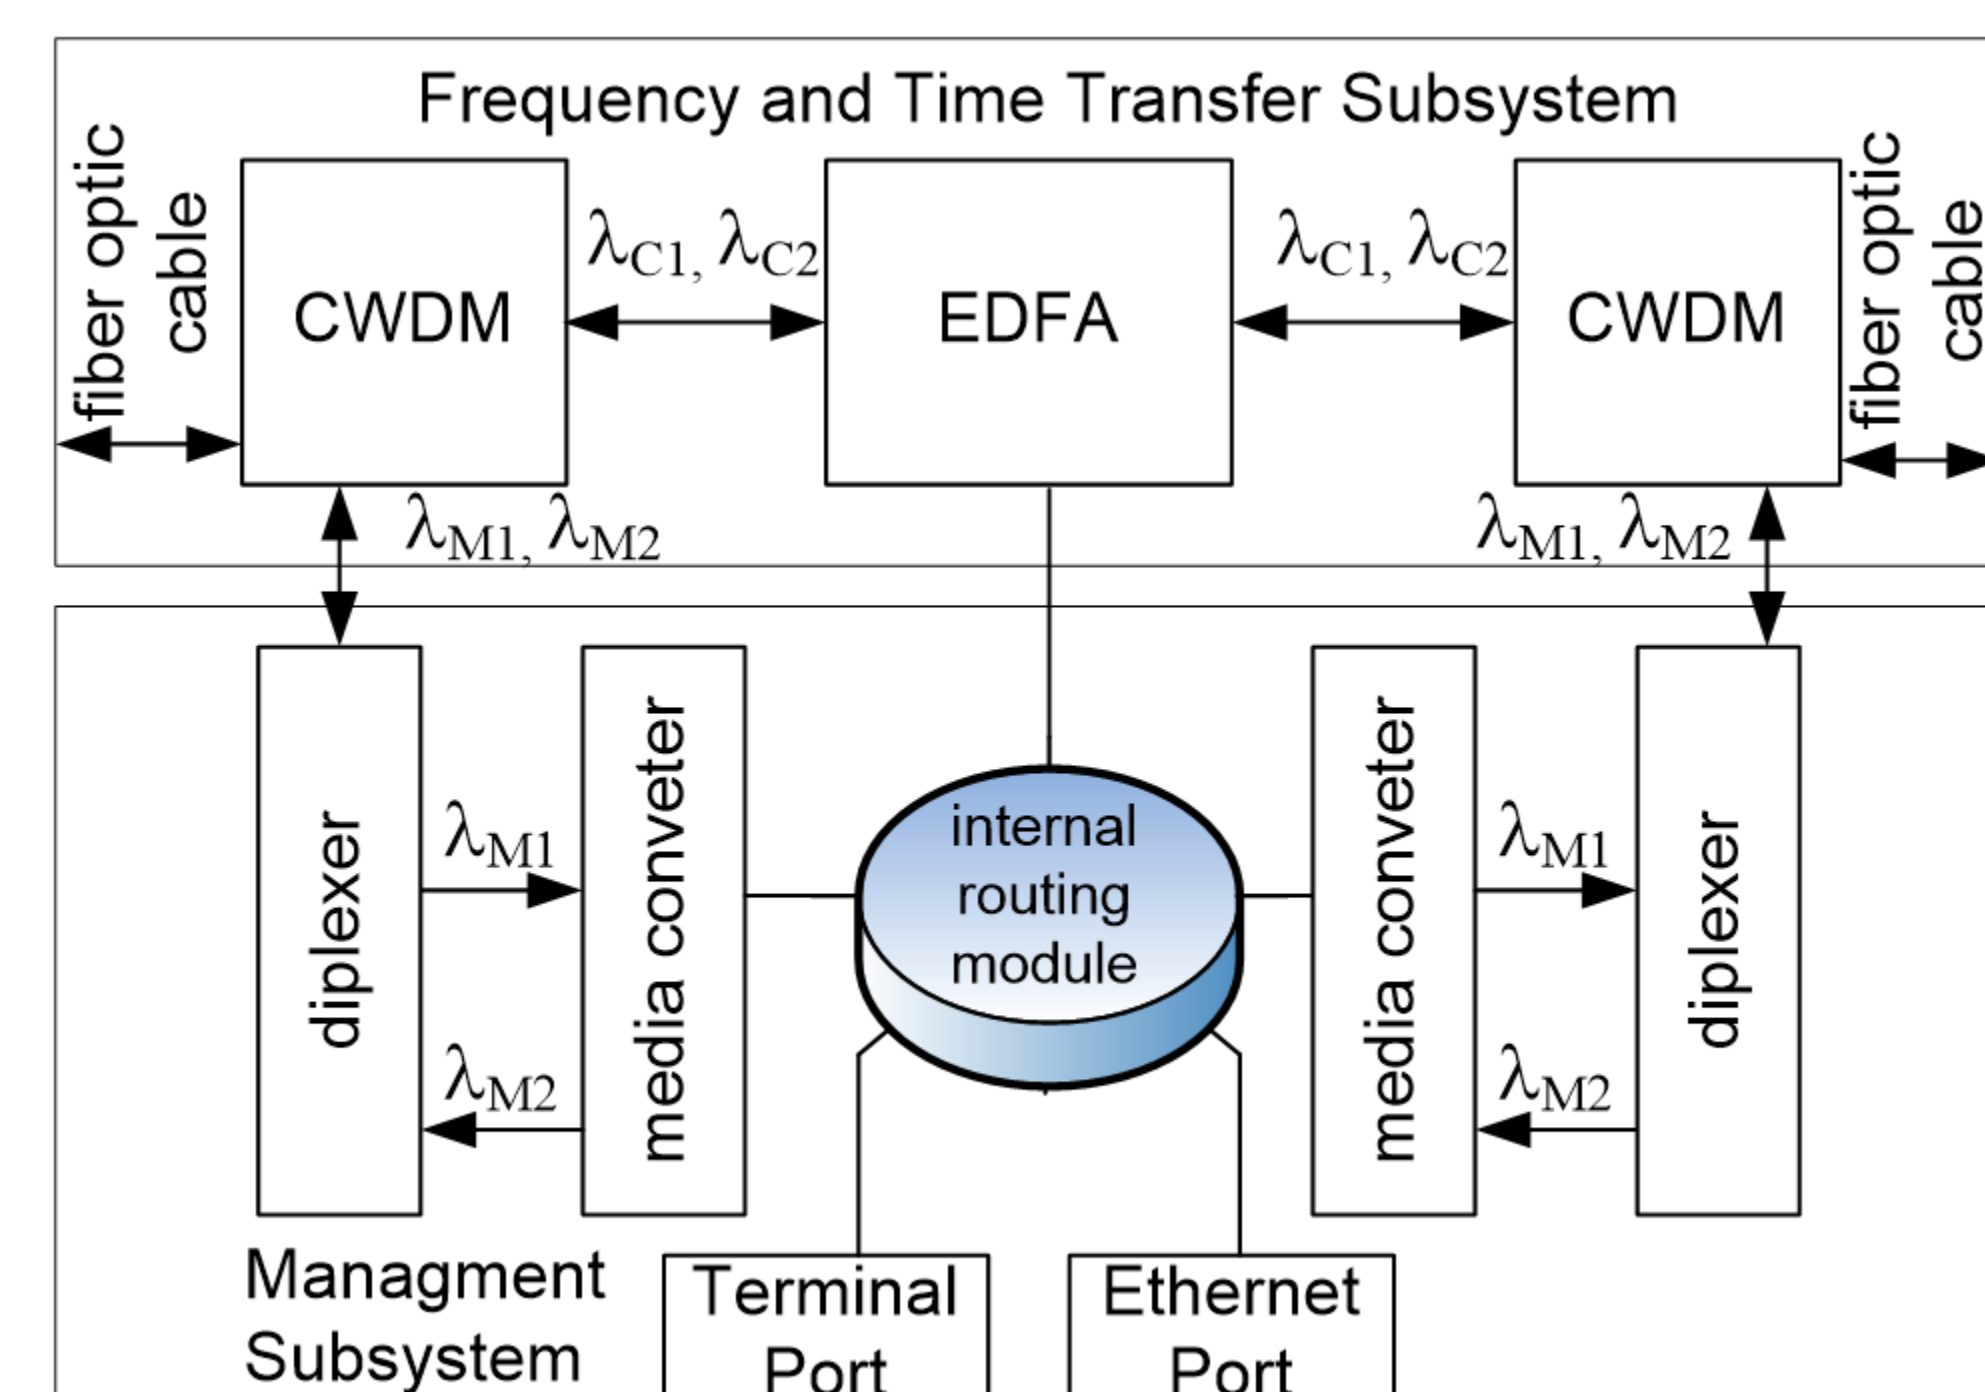 Frequency and Time Transfer Subsystem
fiber optic
cable
CWDM
λC1, λC2
EDFA
λC1, λC2
CWDM
fiber optic
cable
λM1, λM2
λM1, λM2
diplexer
λM1
λM2
media conveter
internal
routing
module
media conveter
λM1
λM2
diplexer
Managment
Subsystem
Terminal
Port
Ethernet
Port